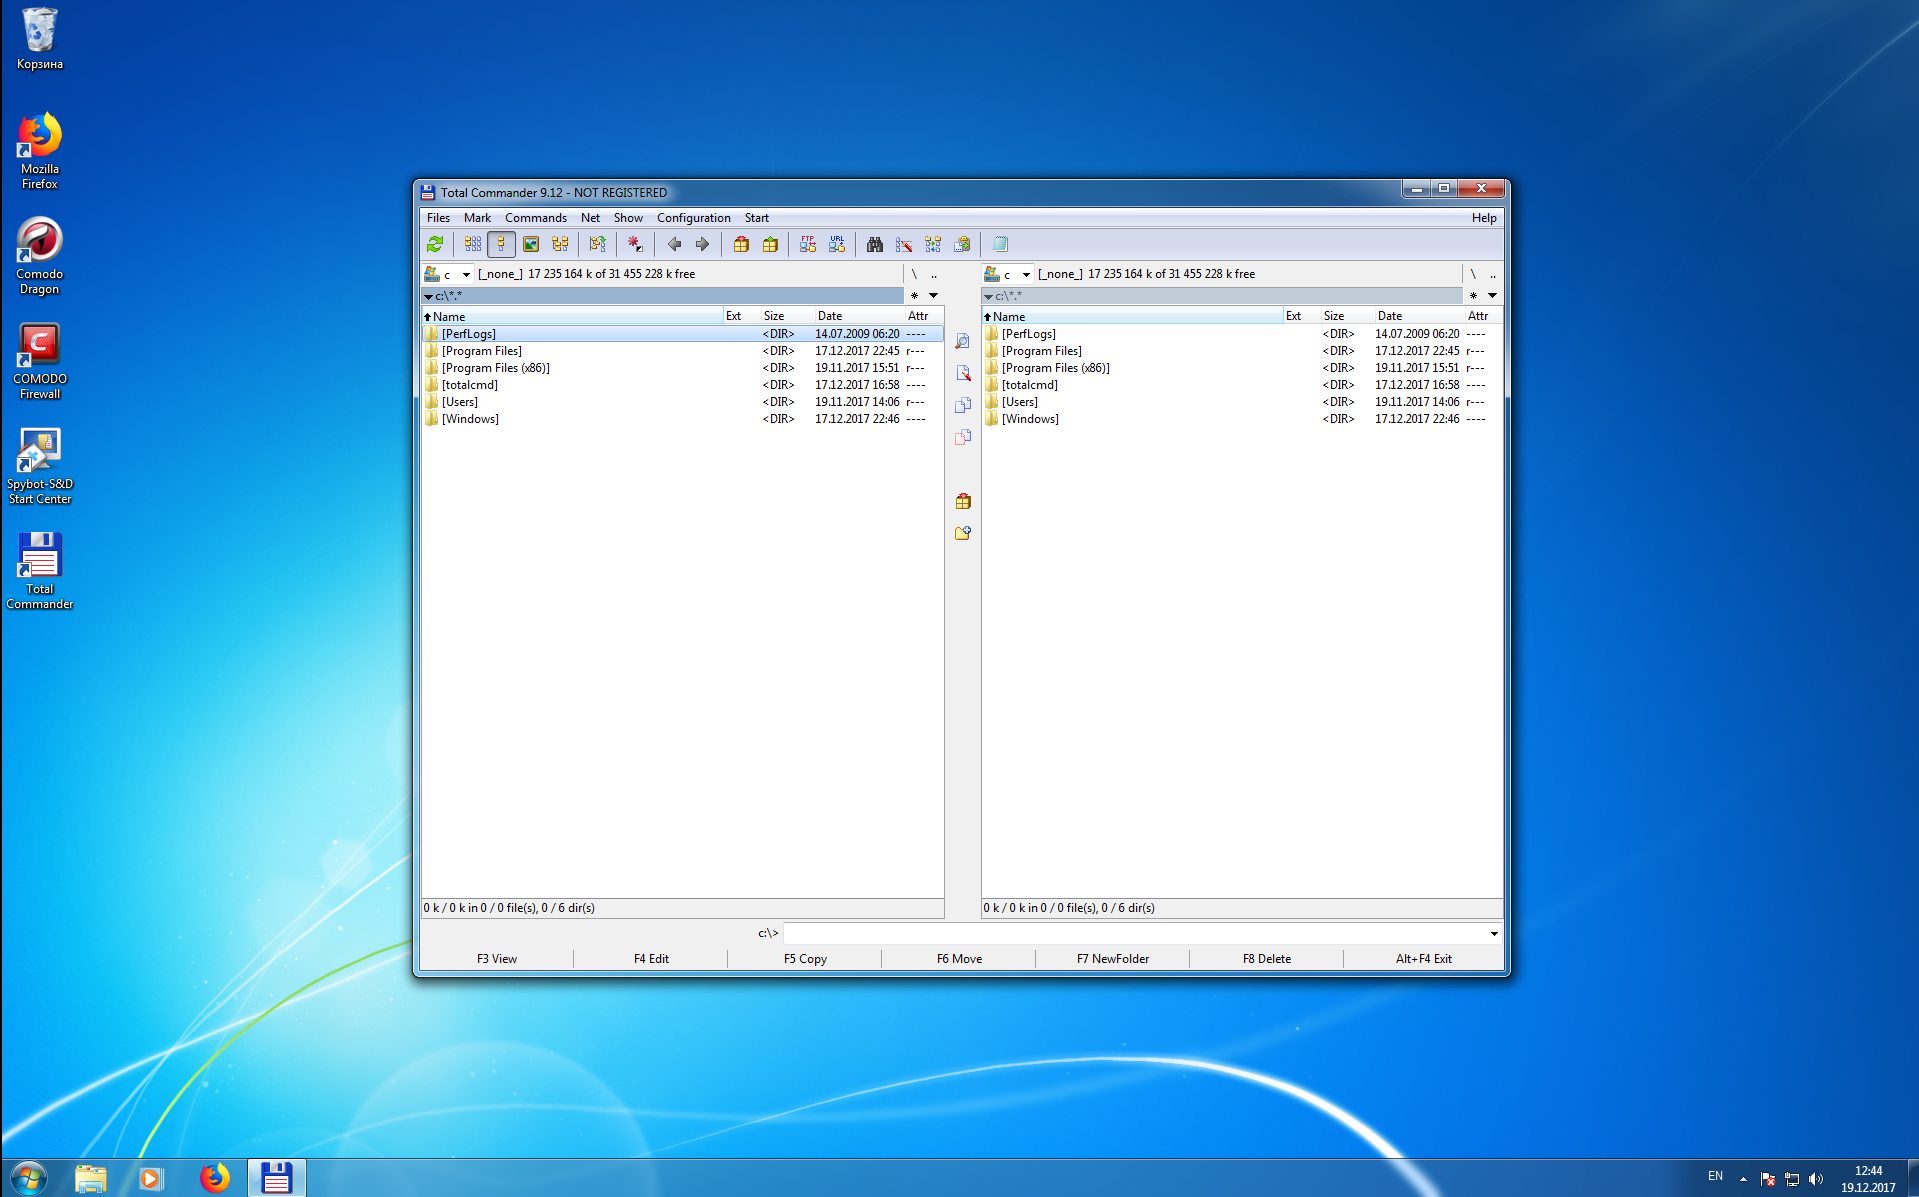 Корзина
Mozilla
Firefox
Comodo
Dragon
COMODO
Firewall
Spybot-S&D
Start Center
Total
Commander
Total Commander 9.12 - NOT REGISTERED
Files Mark Commands Net Show Configuration Start Help
FTP URL
c [_none_] 17 235 164 k of 31 455 228 k free \ ..
c:\*.* *
Name Ext Size Date Attr
[PerfLogs] <DIR> 14.07.2009 06:20 ----
[Program Files] <DIR> 17.12.2017 22:45 r---
[Program Files (x86)] <DIR> 19.11.2017 15:51 r---
[totalcmd] <DIR> 17.12.2017 16:58 ----
[Users] <DIR> 19.11.2017 14:06 r---
[Windows] <DIR> 17.12.2017 22:46 ----
0 k / 0 k in 0 / 0 file(s), 0 / 6 dir(s)
c [_none_] 17 235 164 k of 31 455 228 k free \ ..
c:\*.* *
Name Ext Size Date Attr
[PerfLogs] <DIR> 14.07.2009 06:20 ----
[Program Files] <DIR> 17.12.2017 22:45 r---
[Program Files (x86)] <DIR> 19.11.2017 15:51 r---
[totalcmd] <DIR> 17.12.2017 16:58 ----
[Users] <DIR> 19.11.2017 14:06 r---
[Windows] <DIR> 17.12.2017 22:46 ----
0 k / 0 k in 0 / 0 file(s), 0 / 6 dir(s)
c:\>
F3 View F4 Edit F5 Copy F6 Move F7 NewFolder F8 Delete Alt+F4 Exit
EN
12:44
19.12.2017